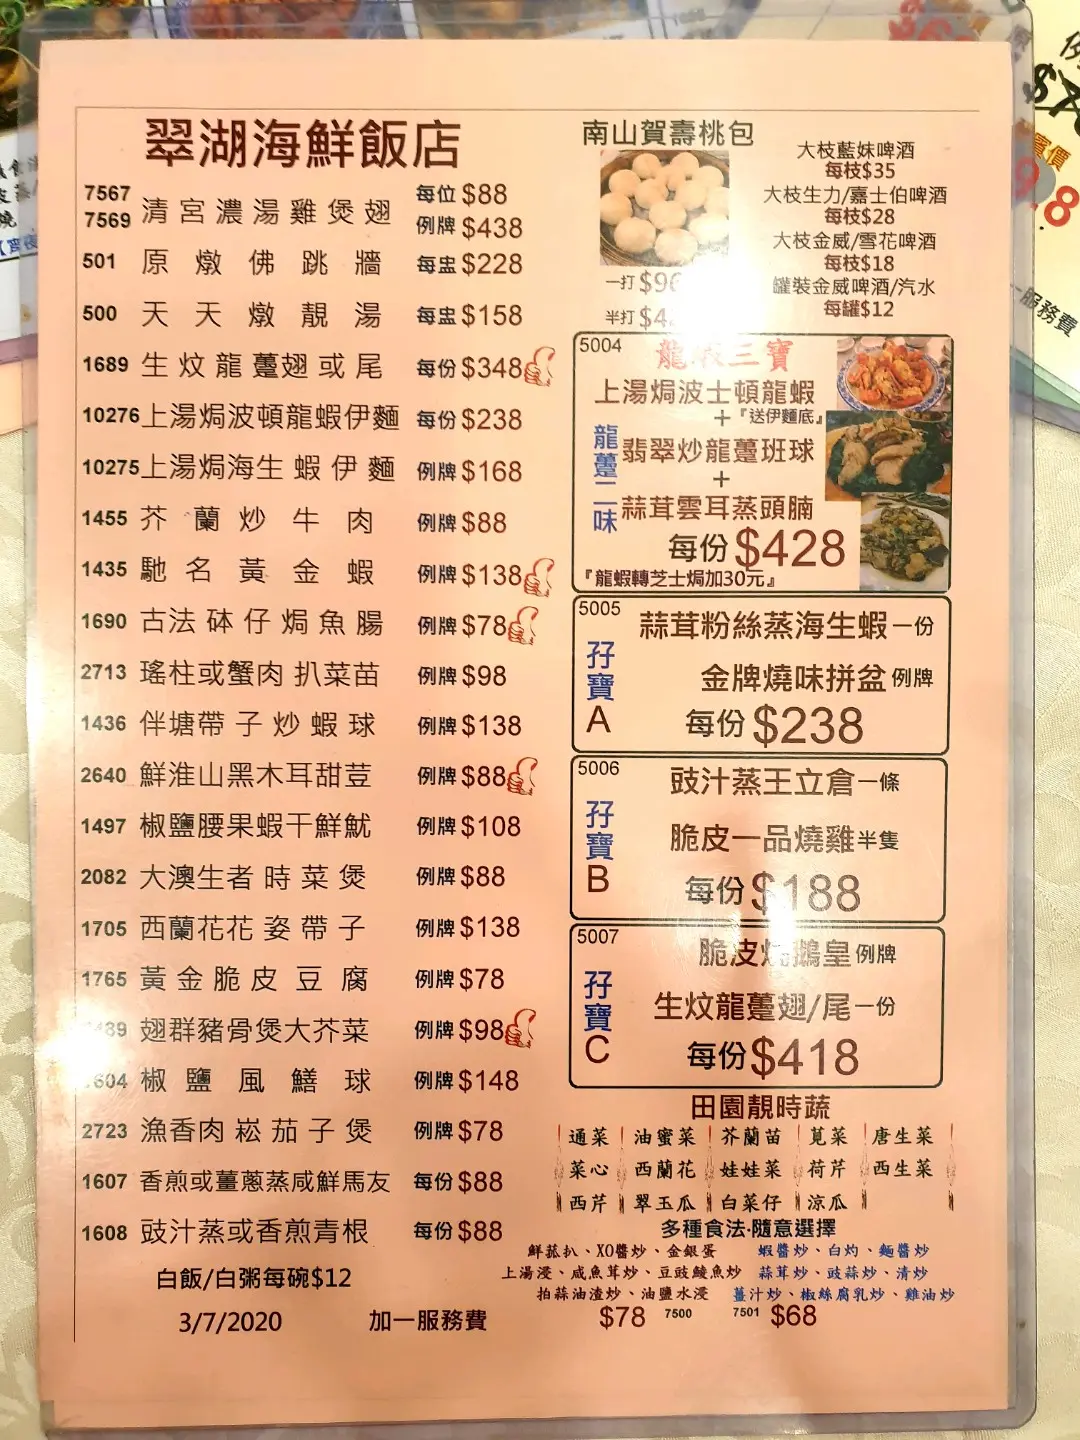 翠湖海鮮飯店
7567
7569 清宮濃湯雞煲翅 每位 $88
例牌 $438
501 原燉佛跳牆 每盅 $228
500 天天燉靚湯 每盅 $158
1689 生炆龍躉翅或尾 每份 $348
10276 上湯焗波頓龍蝦伊麵 每份 $238
10275 上湯焗海生蝦伊麵 例牌 $168
1455 芥蘭炒牛肉 例牌 $88
1435 馳名黃金蝦 例牌 $138
1690 古法砵仔焗魚腸 例牌 $78
2713 瑤柱或蟹肉扒菜苗 例牌 $98
1436 伴塘帶子炒蝦球 例牌 $138
2640 鮮淮山黑木耳甜荳 例牌 $88
1497 椒鹽腰果蝦干鮮魷 例牌 $108
2082 大澳生者時菜煲 例牌 $88
1705 西蘭花花姿帶子 例牌 $138
1765 黃金脆皮豆腐 例牌 $78
翅群豬骨煲大芥菜 例牌 $98
椒鹽風鱔球 例牌 $148
2723 漁香肉崧茄子煲 例牌 $78
1607 香煎或薑蔥蒸咸鮮馬友 每份 $88
1608 豉汁蒸或香煎青根 每份 $88
白飯/白粥每碗$12
3/7/2020 加一服務費
南山賀壽桃包
一打 $96
半打
大枝藍妹啤酒
每枝$35
大枝生力/嘉士伯啤酒
每枝$28
大枝金威/雪花啤酒
每枝$18
罐裝金威啤酒/汽水
每罐$12
5004 龍蝦三寶
上湯焗波士頓龍蝦
+『送伊麵底』
龍躉二味
翡翠炒龍躉班球
+
蒜茸雲耳蒸頭腩
每份 $428
『龍蝦轉芝士焗加30元』
5005
孖寶A
蒜茸粉絲蒸海生蝦一份
金牌燒味拼盆例牌
每份 $238
5006
孖寶B
豉汁蒸王立倉一條
脆皮一品燒雞半隻
每份 $188
5007
孖寶C
脆皮燒鵝皇例牌
生炆龍躉翅/尾一份
每份 $418
田園靚時蔬
通菜 油蜜菜 芥蘭苗 莧菜 唐生菜
菜心 西蘭花 娃娃菜 荷芹 西生菜
西芹 翠玉瓜 白菜仔 涼瓜
多種食法·隨意選擇
鮮菰扒、XO醬炒、金銀蛋 蝦醬炒、白灼、麵醬炒
上湯浸、咸魚茸炒、豆豉鯪魚炒 蒜茸炒、豉蒜炒、清炒
拍蒜油渣炒、油鹽水浸 薑汁炒、椒絲腐乳炒、雞油炒
$78 7500 7501 $68
服務費